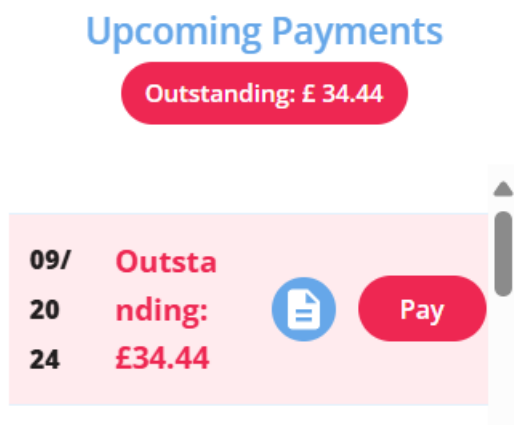 Upcoming Payments
Outstanding: £ 34.44
09/
20
24
Outsta
nding:
£34.44
Pay